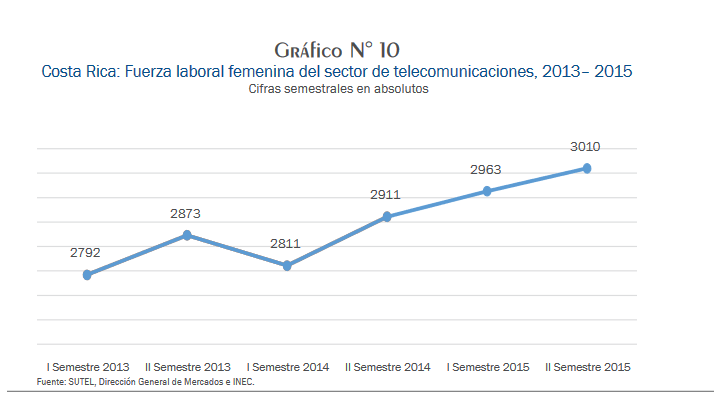 Gráfico N° 10
Costa Rica: Fuerza laboral femenina del sector de telecomunicaciones, 2013– 2015
Cifras semestrales en absolutos
2792
2873
2811
2911
2963
3010
I Semestre 2013
II Semestre 2013
I Semestre 2014
II Semestre 2014
I Semestre 2015
II Semestre 2015
Fuente: SUTEL, Dirección General de Mercados e INEC.